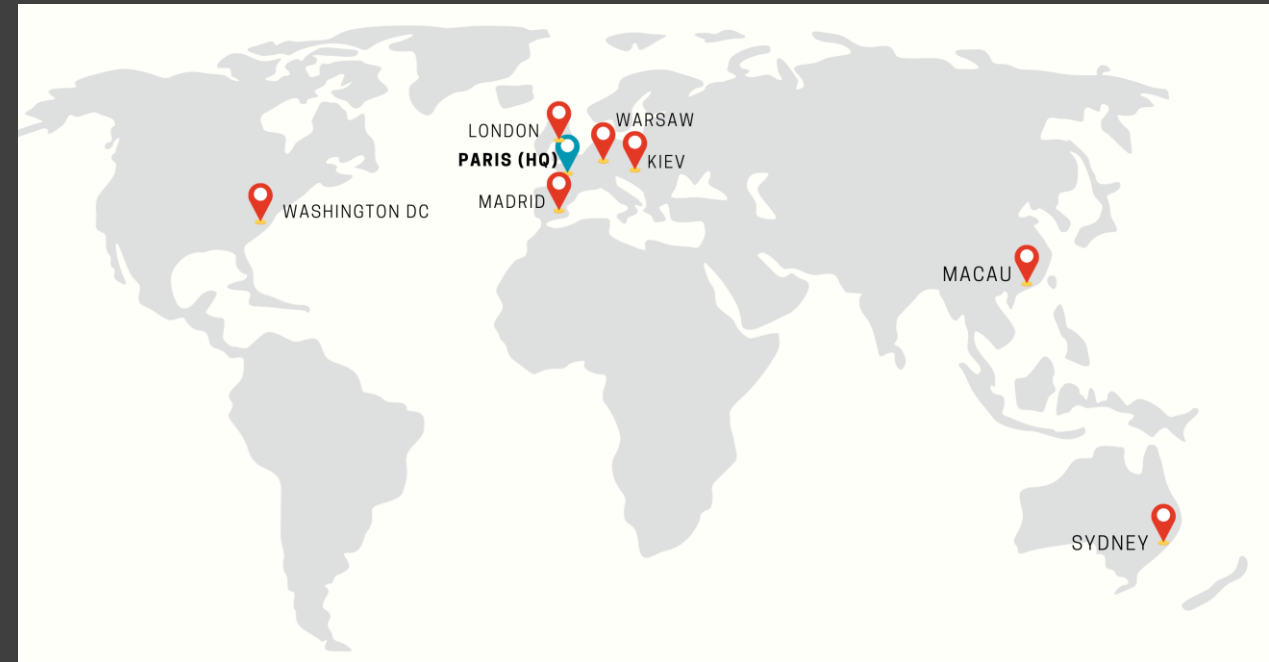 WARSAW
LONDON
PARIS (HQ)
KIEV
MADRID
WASHINGTON DC
MACAU
SYDNEY